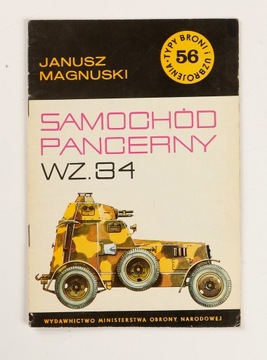 JANUSZ
MAGNUSKI
TYPY BRONI I UZBROJENIA
56
SAMOCHÓD
PANCERNY
WZ.34
WYDAWNICTWO MINISTERSTWA OBRONY NARODOWEJ